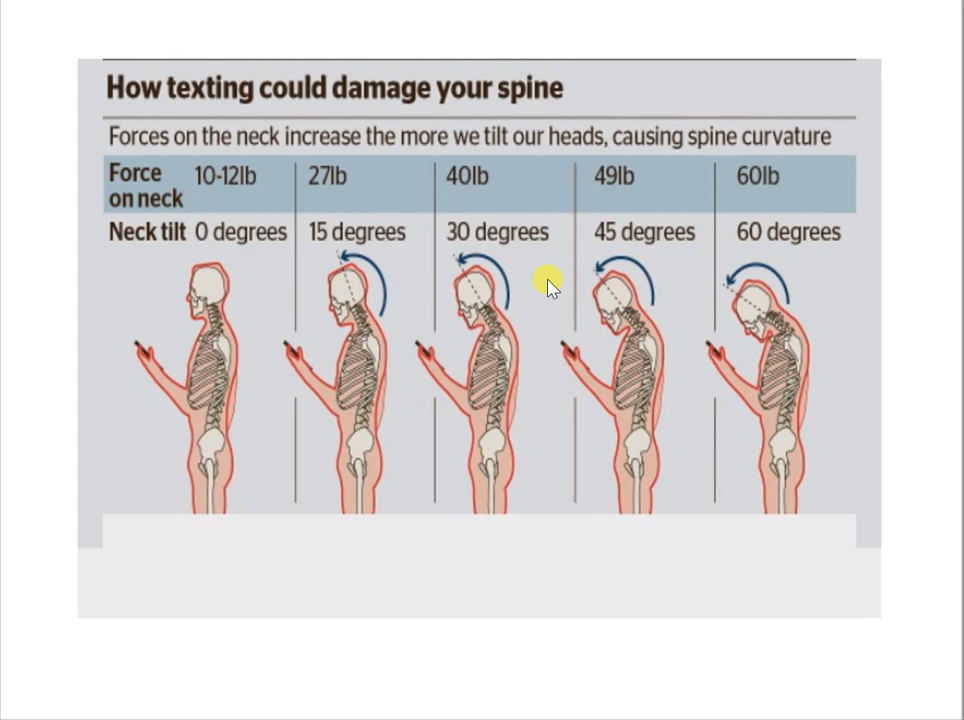 How texting could damage your spine
Forces on the neck increase the more we tilt our heads, causing spine curvature
Force on neck 10-12lb 27lb 40lb 49lb 60lb
Neck tilt 0 degrees 15 degrees 30 degrees 45 degrees 60 degrees